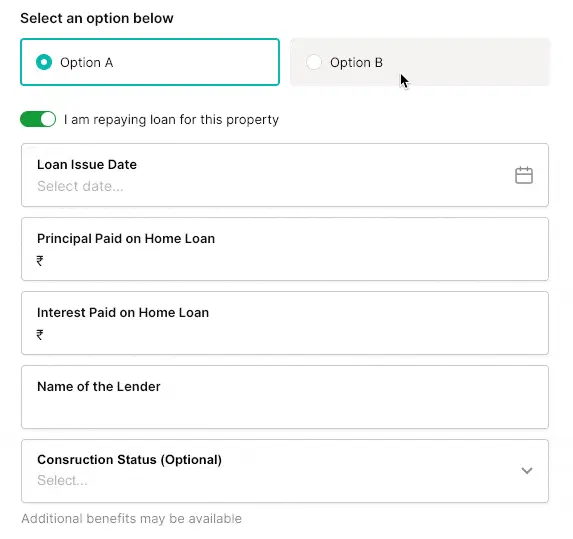 Select an option below
Option A
Option B
I am repaying loan for this property
Loan Issue Date
Select date...
Principal Paid on Home Loan
₹
Interest Paid on Home Loan
₹
Name of the Lender
Consruction Status (Optional)
Select...
Additional benefits may be available